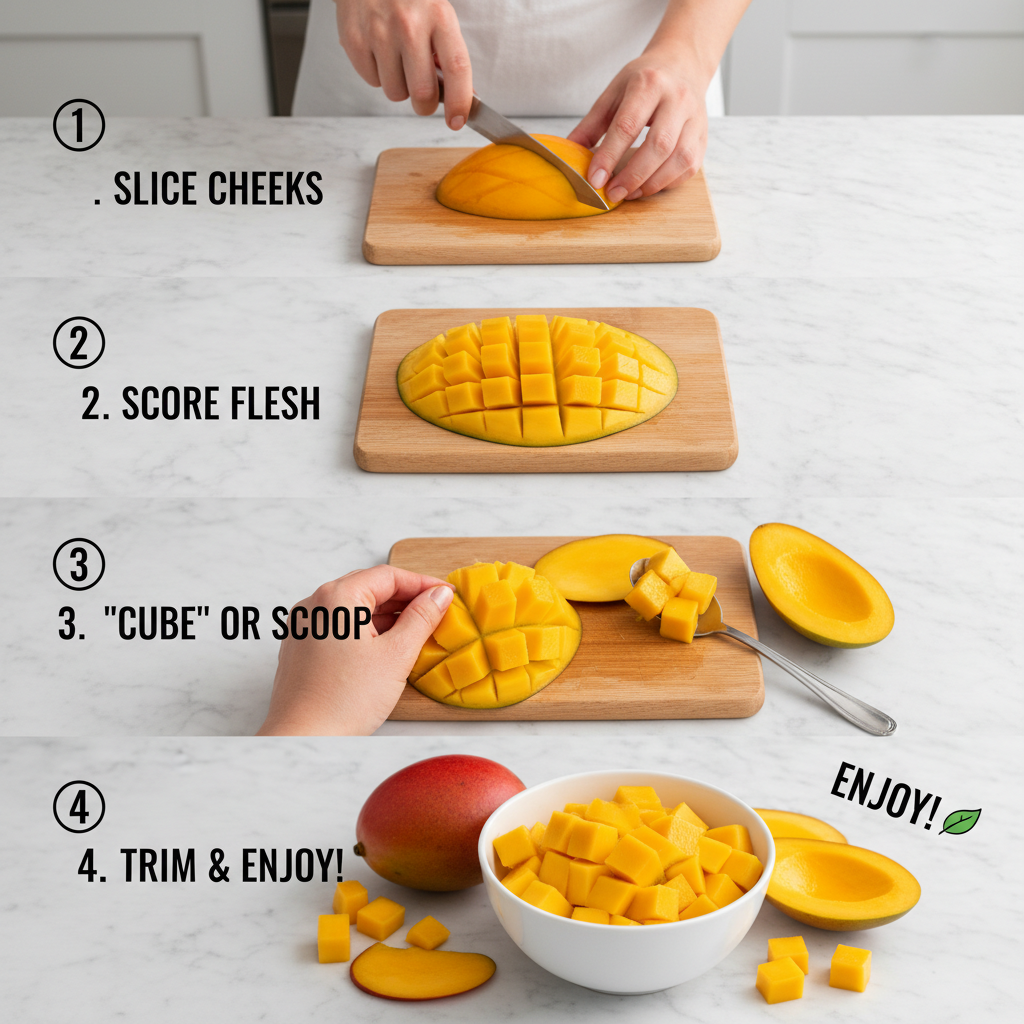 1
. SLICE CHEEKS
2
2. SCORE FLESH
3
3. "CUBE" OR SCOOP
4
4. TRIM & ENJOY!
ENJOY!